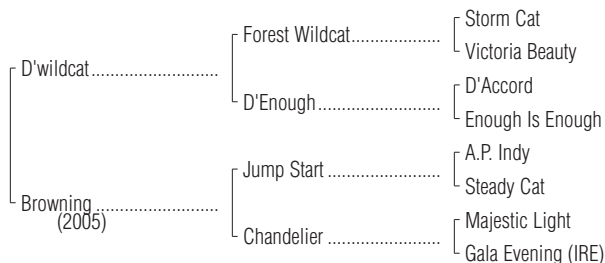 Storm Cat
Forest Wildcat....................
Victoria Beauty
D'wildcat............................
D'Accord
D'Enough...........................
Enough Is Enough
A.P. Indy
Jump Start .........................
Steady Cat
Browning ...........................
(2005)
Majestic Light
Chandelier .........................
Gala Evening (IRE)